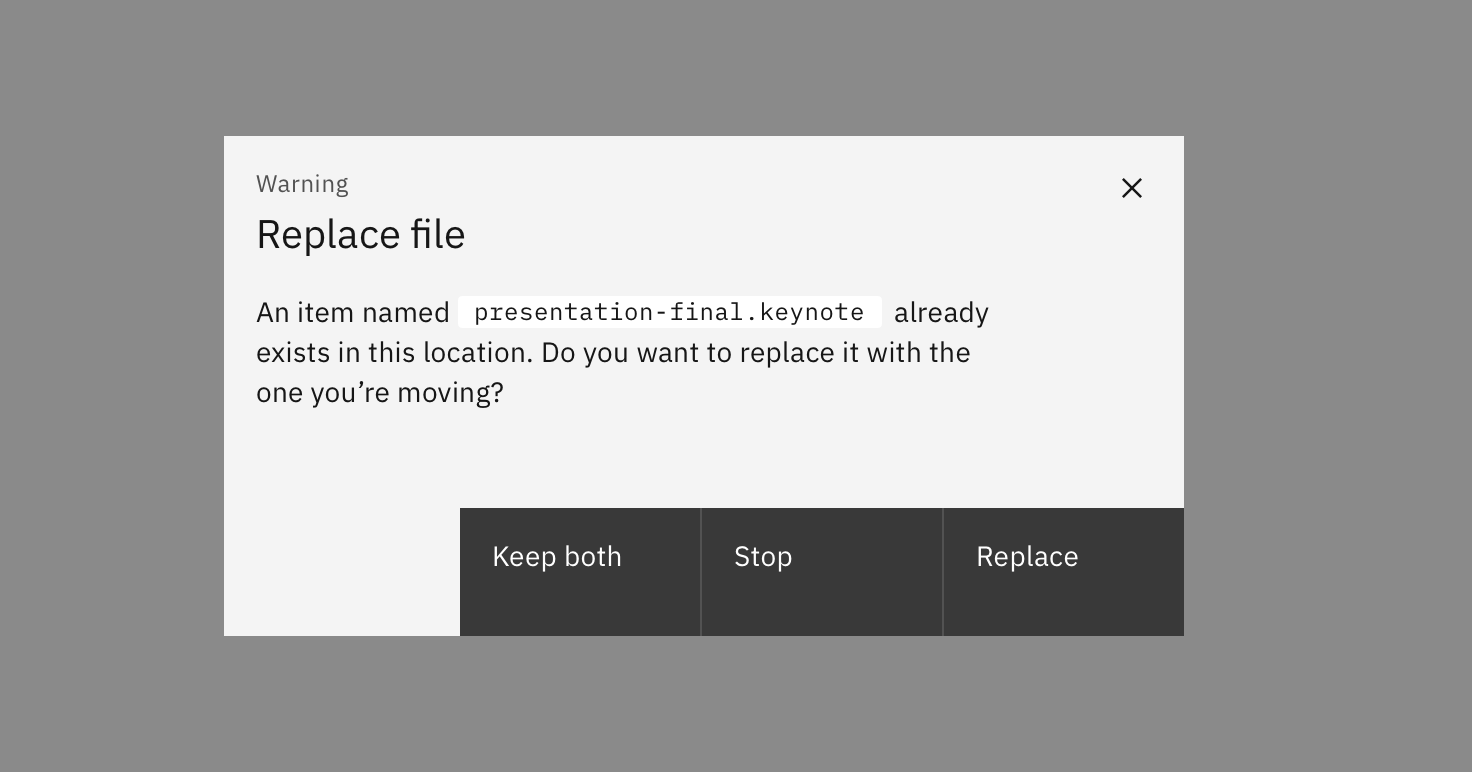 Warning
Replace file
An item named presentation-final.keynote already
exists in this location. Do you want to replace it with the
one you’re moving?
Keep both
Stop
Replace